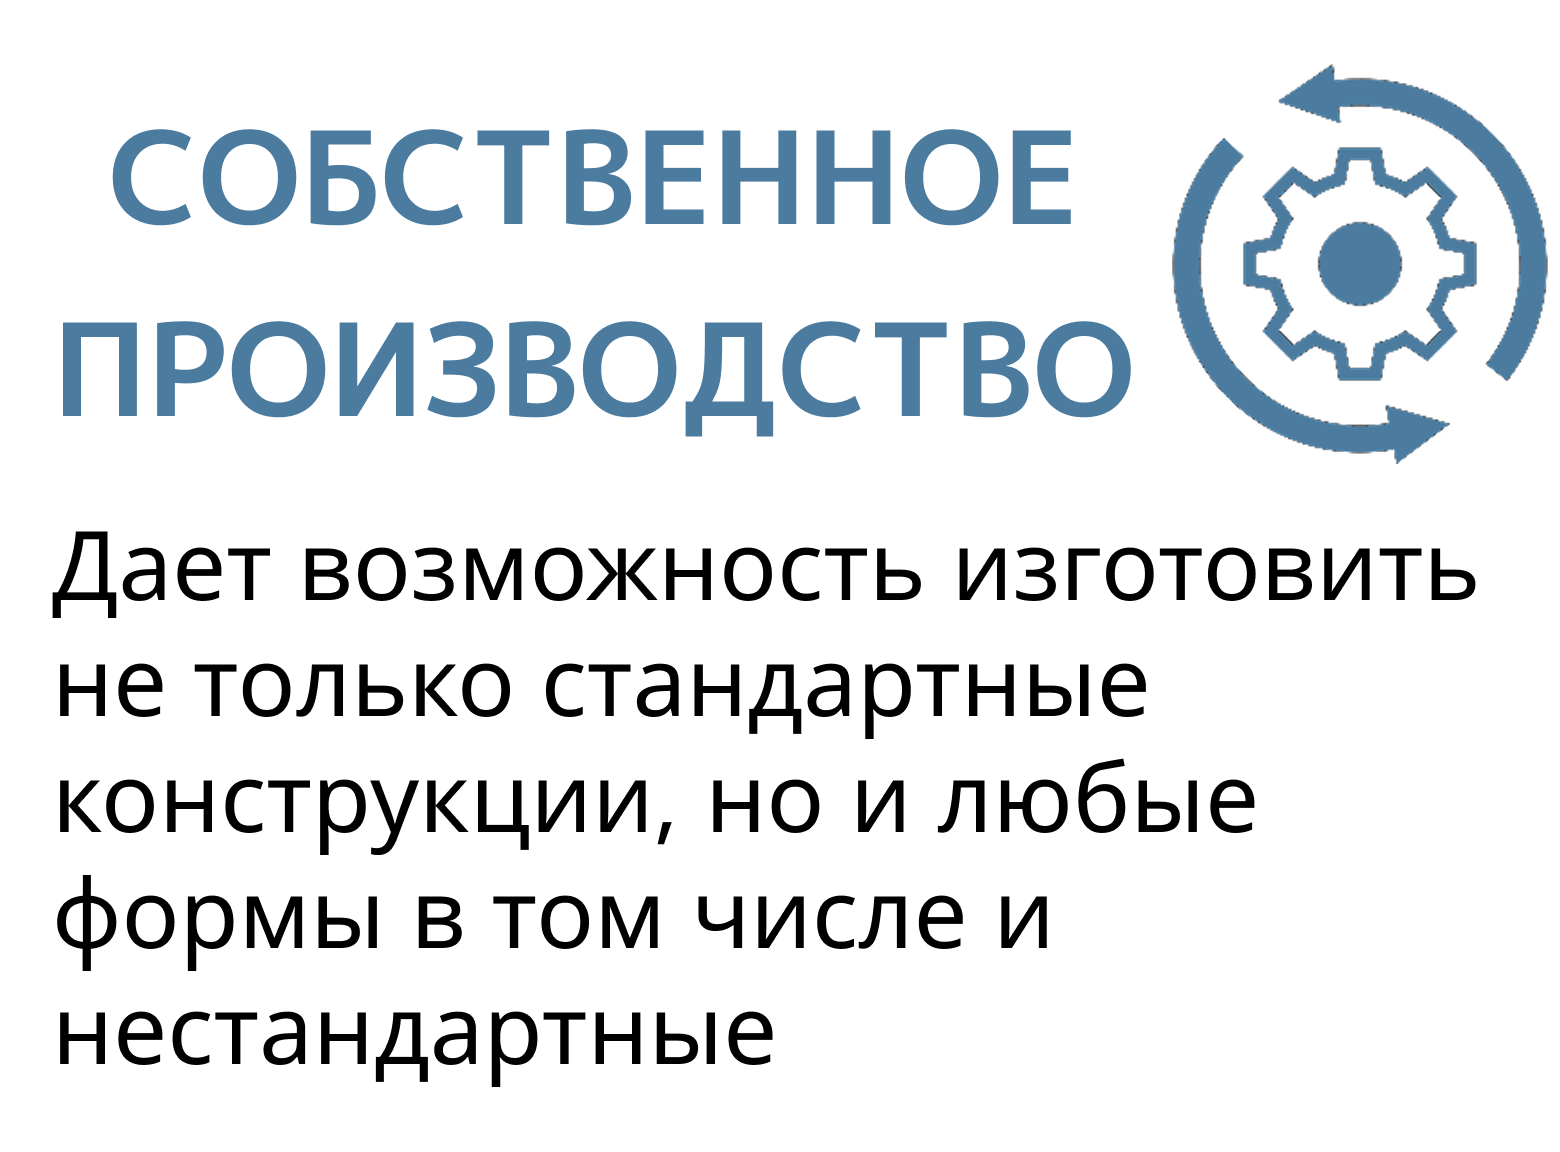 СОБСТВЕННОЕ
ПРОИЗВОДСТВО
Дает возможность изготовить
не только стандартные
конструкции, но и любые
формы в том числе и
нестандартные